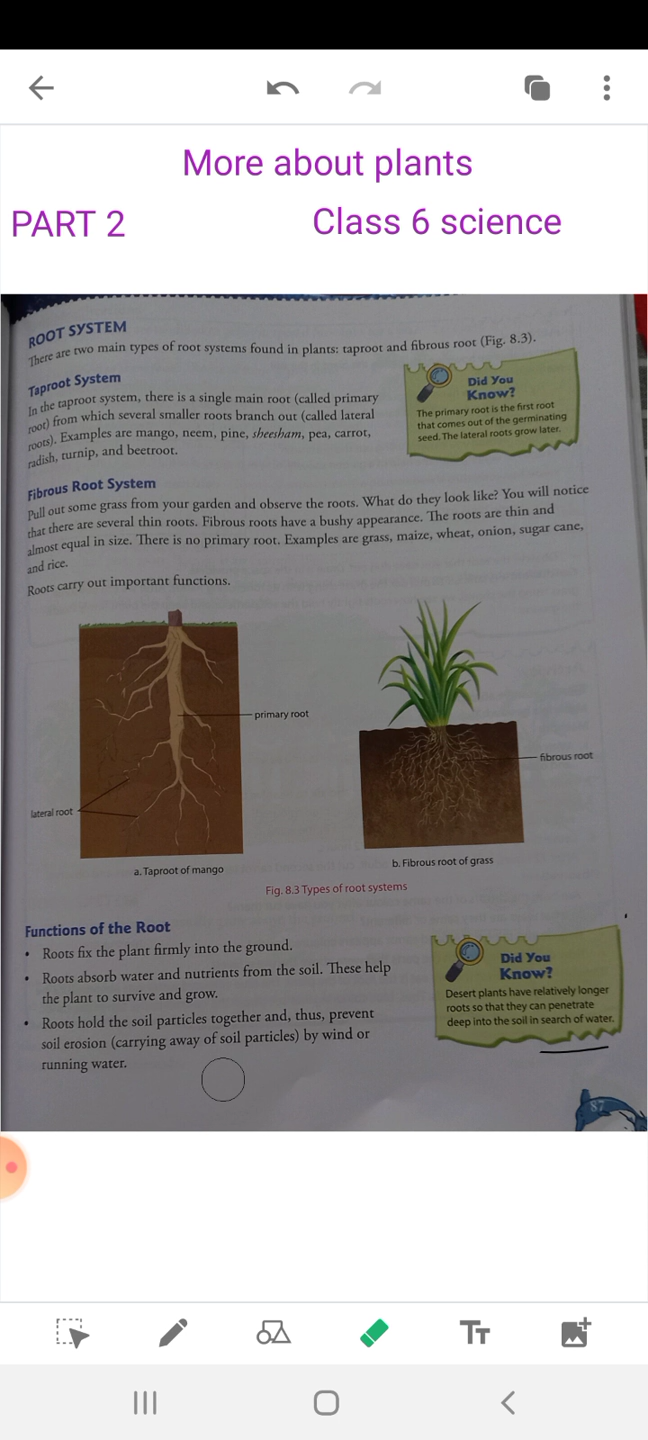 More about plants
PART 2
Class 6 science
ROOT SYSTEM
There are two main types of root systems found in plants: taproot and fibrous root (Fig. 8.3).
Taproot System
In the taproot system, there is a single main root (called primary
root) from which several smaller roots branch out (called lateral
roots). Examples are mango, neem, pine, sheesham, pea, carrot,
radish, turnip, and beetroot.
Did You
Know?
The primary root is the first root
that comes out of the germinating
seed. The lateral roots grow later.
Fibrous Root System
Pull out some grass from your garden and observe the roots. What do they look like? You will notice
that there are several thin roots. Fibrous roots have a bushy appearance. The roots are thin and
almost equal in size. There is no primary root. Examples are grass, maize, wheat, onion, sugar cane,
and rice.
Roots carry out important functions.
primary root
lateral root
fibrous root
a. Taproot of mango
b. Fibrous root of grass
Fig. 8.3 Types of root systems
Functions of the Root
• Roots fix the plant firmly into the ground.
• Roots absorb water and nutrients from the soil. These help
the plant to survive and grow.
• Roots hold the soil particles together and, thus, prevent
soil erosion (carrying away of soil particles) by wind or
running water.
Did You
Know?
Desert plants have relatively longer
roots so that they can penetrate
deep into the soil in search of water.
87
TT